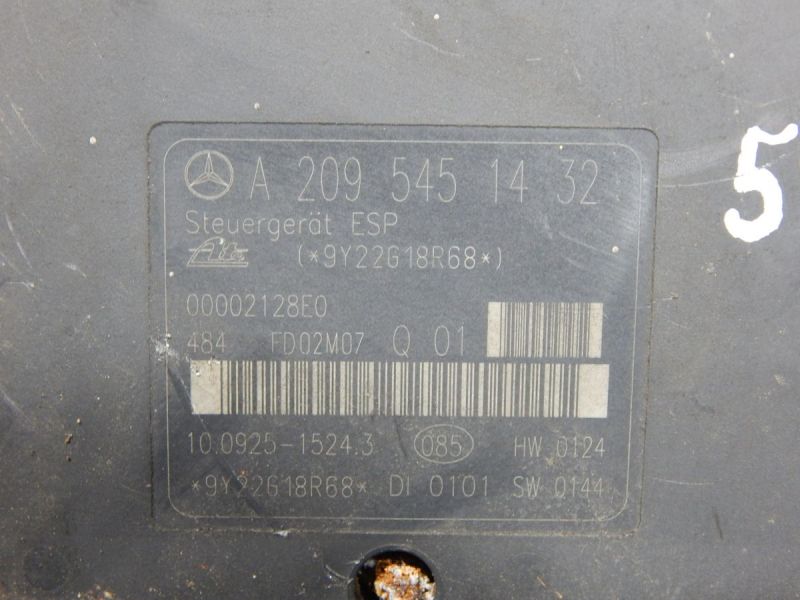 A 209 545 14 32
5
Steuergerät ESP
Ate (*9Y22G18R68*)
00002128E0
484 FD02M07 Q 01
10.0925-1524.3 085 HW 0124
*9Y22G18R68* DI 0101 SW 0144